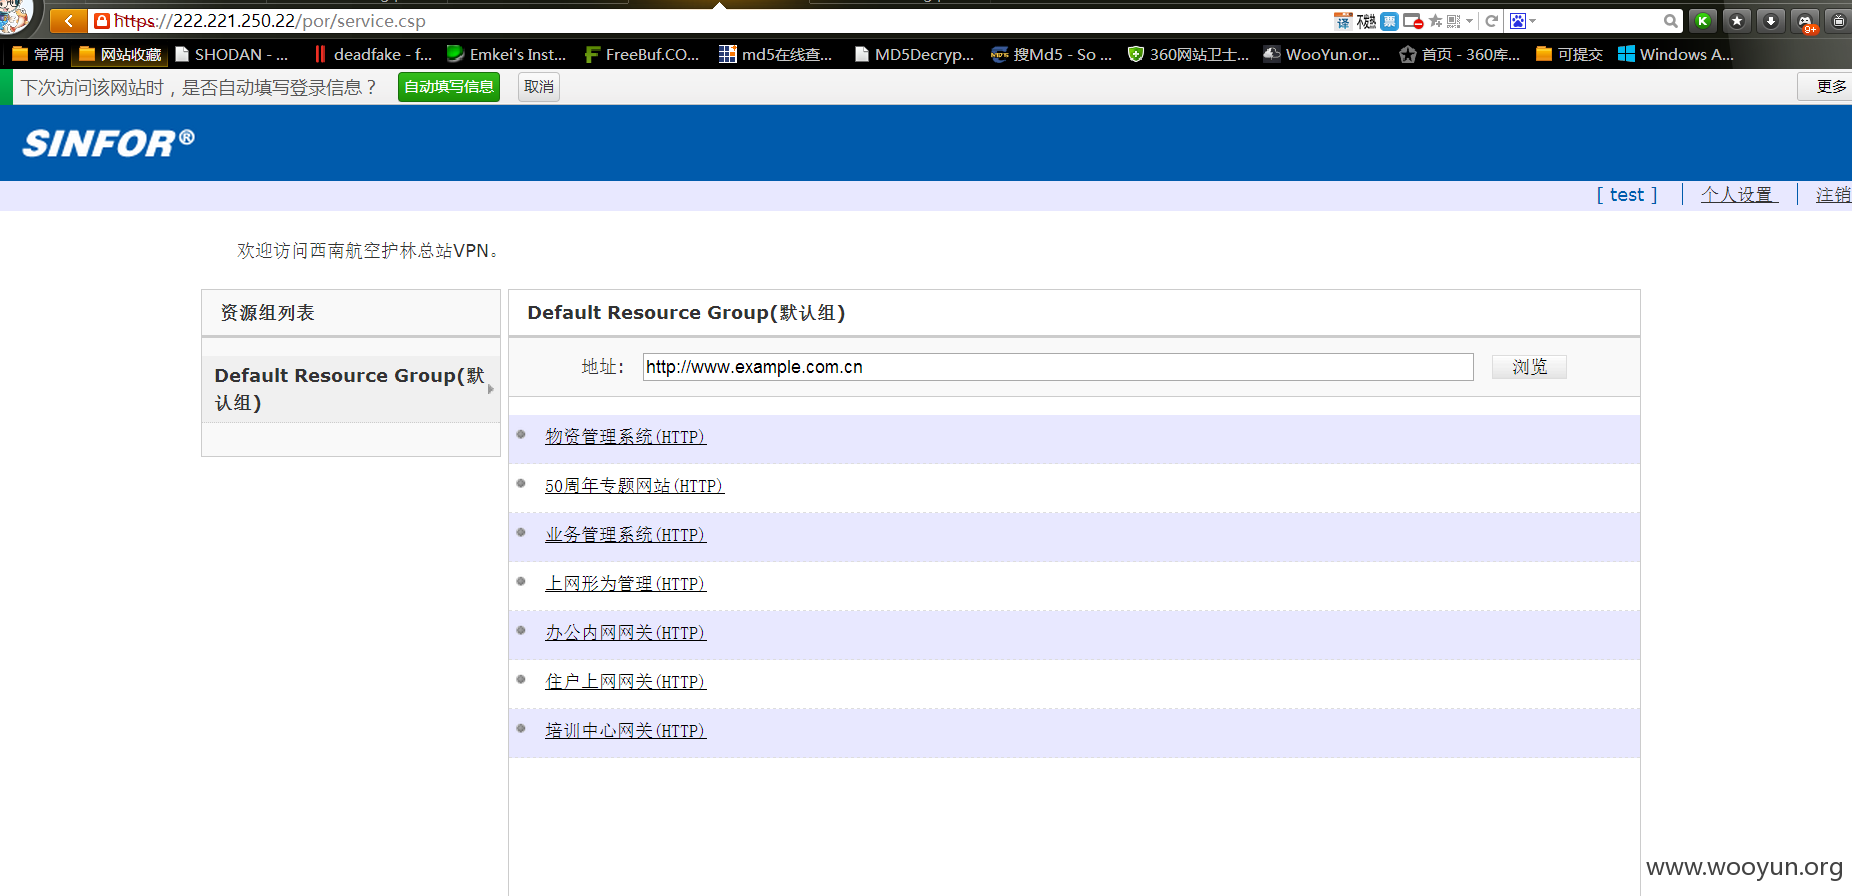 https://222.221.250.22/por/service.csp
译 不发热 票
9+
常用 网站收藏 SHODAN - ... deadfake - f... Emkei's Inst... FreeBuf.CO... md5在线查... MD5Decryp... 搜Md5 - So ... 360网站卫士... WooYun.or... 首页 - 360库... 可提交 Windows A...
下次访问该网站时，是否自动填写登录信息？ 自动填写信息 取消 更多
SINFOR®
[ test ] 个人设置 注销
欢迎访问西南航空护林总站VPN。
资源组列表
Default Resource Group(默
认组)
Default Resource Group(默认组)
地址: http://www.example.com.cn 浏览
物资管理系统(HTTP)
50周年专题网站(HTTP)
业务管理系统(HTTP)
上网形为管理(HTTP)
办公内网网关(HTTP)
住户上网网关(HTTP)
培训中心网关(HTTP)
www.wooyun.org